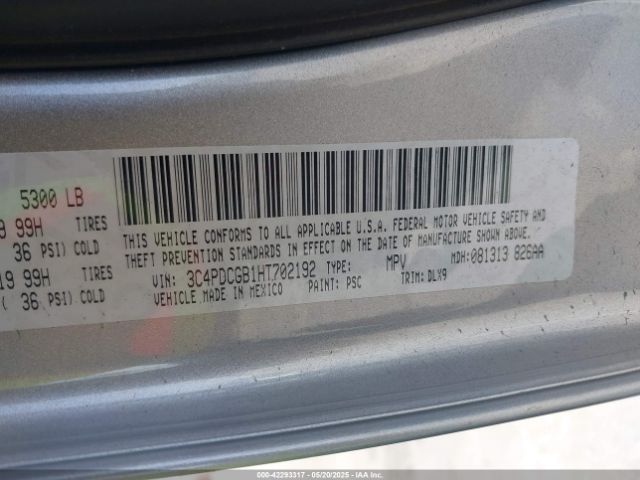 5300 LB
99H TIRES
36 PSI) COLD
19 99H TIRES
( 36 PSI) COLD
THIS VEHICLE CONFORMS TO ALL APPLICABLE U.S.A. FEDERAL MOTOR VEHICLE SAFETY AND
THEFT PREVENTION STANDARDS IN EFFECT ON THE DATE OF MANUFACTURE SHOWN ABOVE.
VIN: 3C4PDCGB1HT702192 TYPE: MPV MDH: 081313 826AA
VEHICLE MADE IN MEXICO PAINT: PSC TRIM: DLX9
000-42293317 - 05/20/2025 - IAAI.COM